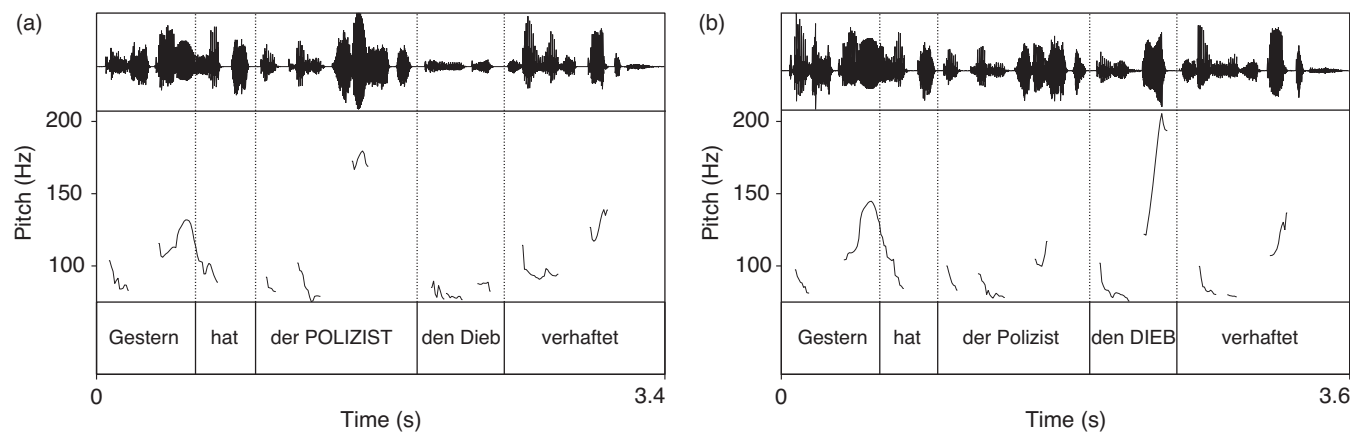 (a)
200
150
100
Pitch (Hz)
Gestern hat der POLIZIST den Dieb verhaftet
0 3.4
Time (s)
(b)
200
150
100
Pitch (Hz)
Gestern hat der Polizist den DIEB verhaftet
0 3.6
Time (s)